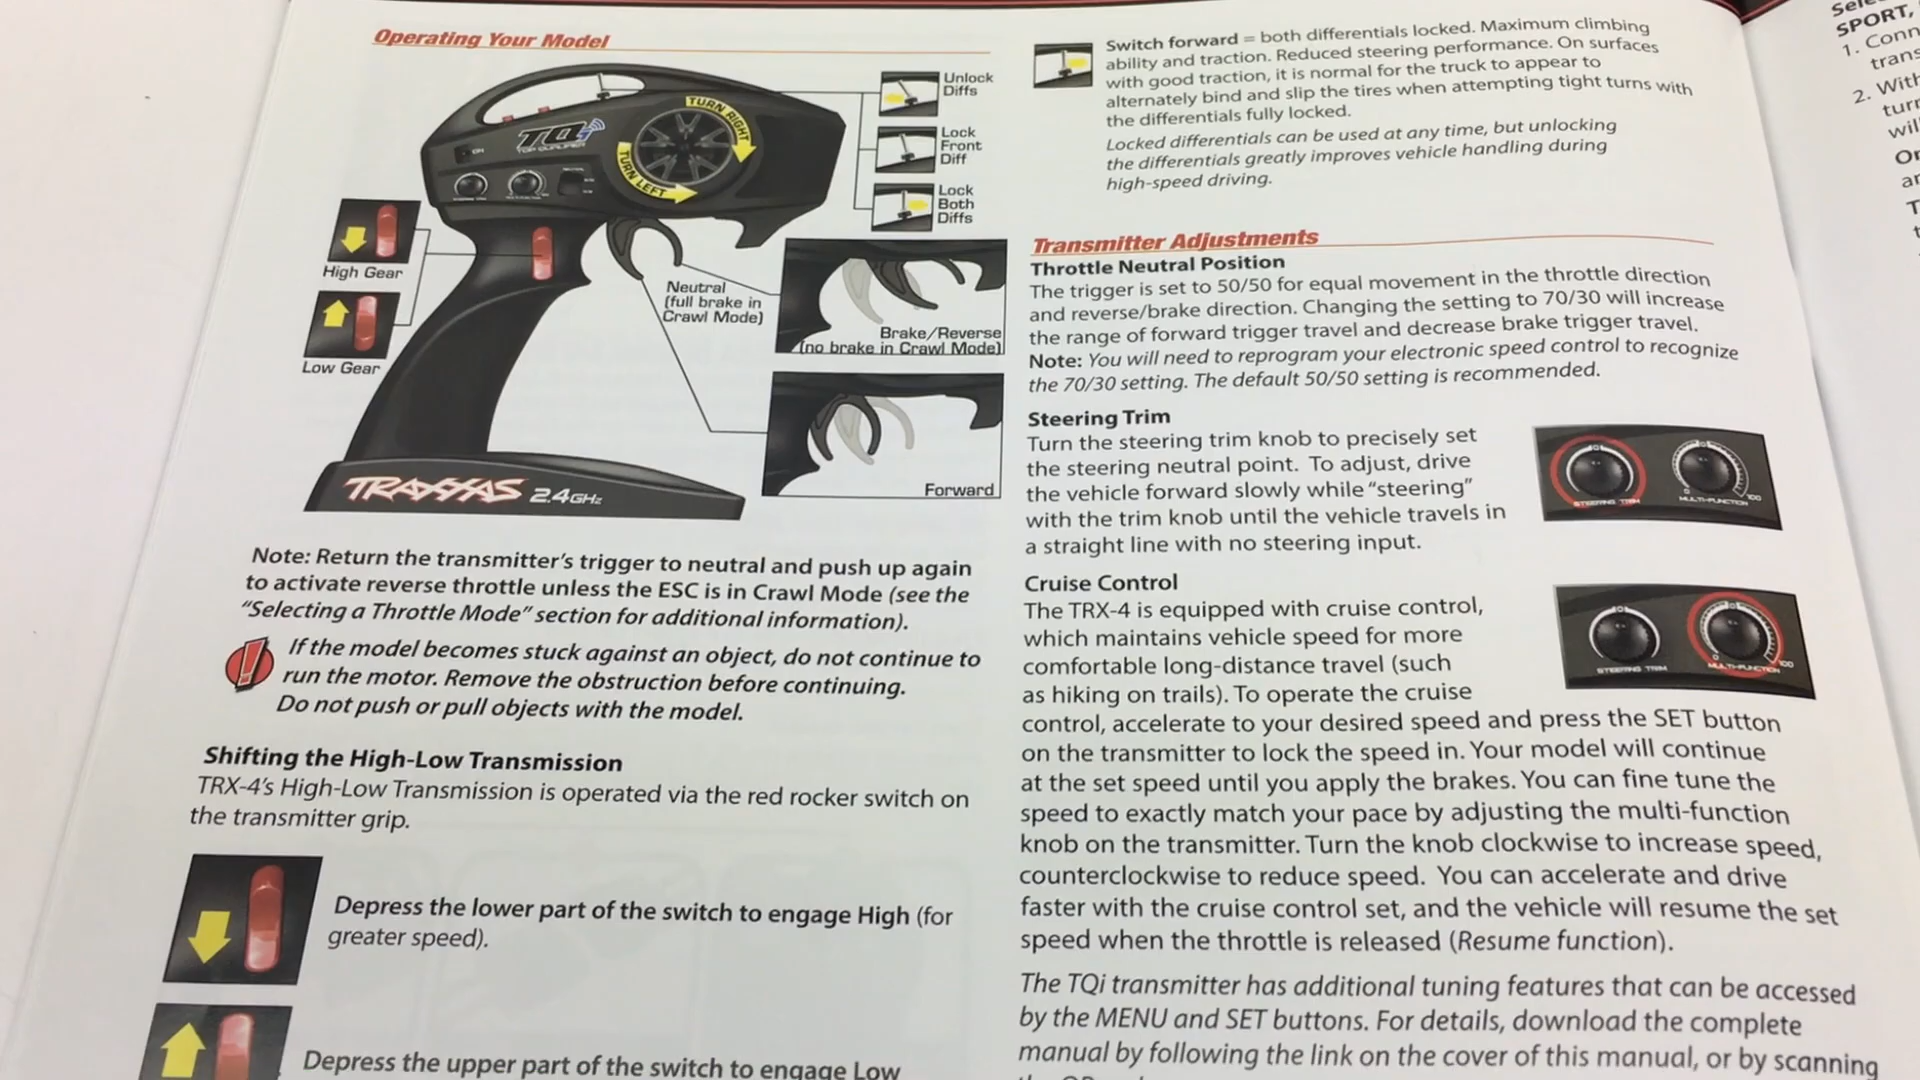 Operating Your Model
Unlock
Diffs
Lock
Front
Diff
Lock
Both
Diffs
TURN RIGHT
TURN LEFT
TQi
TOP QUALIFIER
ON
High Gear
Low Gear
Neutral
(full brake in
Crawl Mode)
Brake/Reverse
(no brake in Crawl Mode)
Forward
TRAXXAS 2.4GHz
Note: Return the transmitter's trigger to neutral and push up again
to activate reverse throttle unless the ESC is in Crawl Mode (see the
"Selecting a Throttle Mode" section for additional information).
If the model becomes stuck against an object, do not continue to
run the motor. Remove the obstruction before continuing.
Do not push or pull objects with the model.
Shifting the High-Low Transmission
TRX-4's High-Low Transmission is operated via the red rocker switch on
the transmitter grip.
Depress the lower part of the switch to engage High (for
greater speed).
Depress the upper part of the switch to engage Low
Switch forward = both differentials locked. Maximum climbing
ability and traction. Reduced steering performance. On surfaces
with good traction, it is normal for the truck to appear to
alternately bind and slip the tires when attempting tight turns with
the differentials fully locked.
Locked differentials can be used at any time, but unlocking
the differentials greatly improves vehicle handling during
high-speed driving.
Transmitter Adjustments
Throttle Neutral Position
The trigger is set to 50/50 for equal movement in the throttle direction
and reverse/brake direction. Changing the setting to 70/30 will increase
the range of forward trigger travel and decrease brake trigger travel.
Note: You will need to reprogram your electronic speed control to recognize
the 70/30 setting. The default 50/50 setting is recommended.
Steering Trim
Turn the steering trim knob to precisely set
the steering neutral point. To adjust, drive
the vehicle forward slowly while "steering"
with the trim knob until the vehicle travels in
a straight line with no steering input.
STEERING TRIM
0
MULTI-FUNCTION
100
Cruise Control
The TRX-4 is equipped with cruise control,
which maintains vehicle speed for more
comfortable long-distance travel (such
as hiking on trails). To operate the cruise
control, accelerate to your desired speed and press the SET button
on the transmitter to lock the speed in. Your model will continue
at the set speed until you apply the brakes. You can fine tune the
speed to exactly match your pace by adjusting the multi-function
knob on the transmitter. Turn the knob clockwise to increase speed,
counterclockwise to reduce speed. You can accelerate and drive
faster with the cruise control set, and the vehicle will resume the set
speed when the throttle is released (Resume function).
STEERING TRIM
0
MULTI-FUNCTION
100
The TQi transmitter has additional tuning features that can be accessed
by the MENU and SET buttons. For details, download the complete
manual by following the link on the cover of this manual, or by scanning
SPORT,
1. Conn
trans
2. With
turn
will